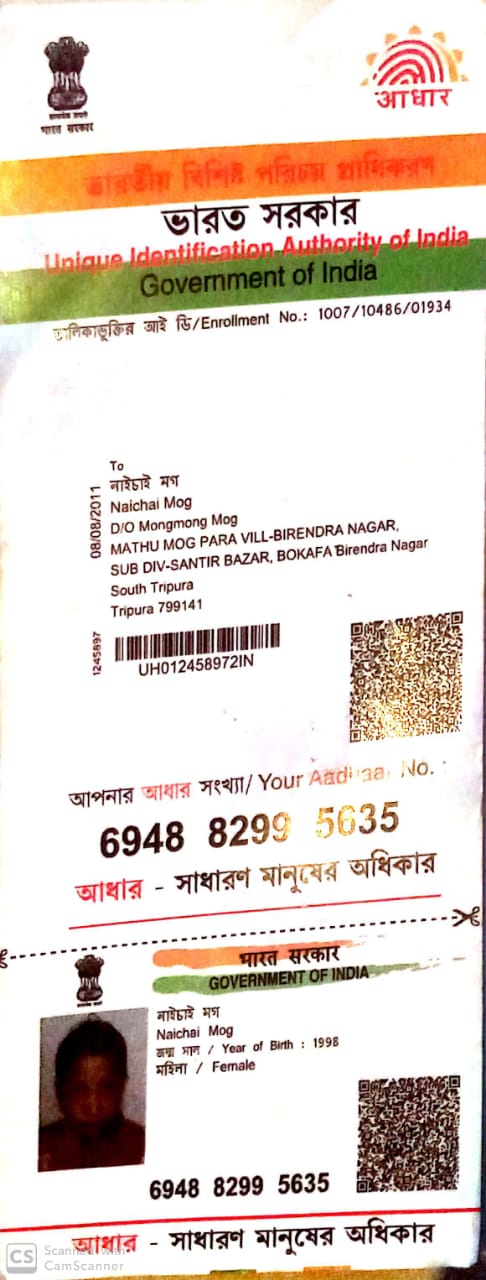 सत्यमेव जयते
भारत सरकार
आधार
ভারতীয় বিশিষ্ট পরিচয় প্রাধিকরণ
ভারত সরকার
Unique Identification Authority of India
Government of India
তালিকাভুক্তির আই ডি/Enrollment No.: 1007/10486/01934
08/08/2011
To
নাইচাই মগ
Naichai Mog
D/O Mongmong Mog
MATHU MOG PARA VILL-BIRENDRA NAGAR,
SUB DIV-SANTIR BAZAR, BOKAFA Birendra Nagar
South Tripura
Tripura 799141
1245897
UH012458972IN
আপনার আধার সংখ্যা/ Your Aadhaar No. :
6948 8299 5635
আধার - সাধারণ মানুষের অধিকার
भारत सरकार
GOVERNMENT OF INDIA
নাইচাই মগ
Naichai Mog
জন্ম সাল / Year of Birth : 1998
মহিলা / Female
6948 8299 5635
আধার - সাধারণ মানুষের অধিকার
CS Scanned with
CamScanner